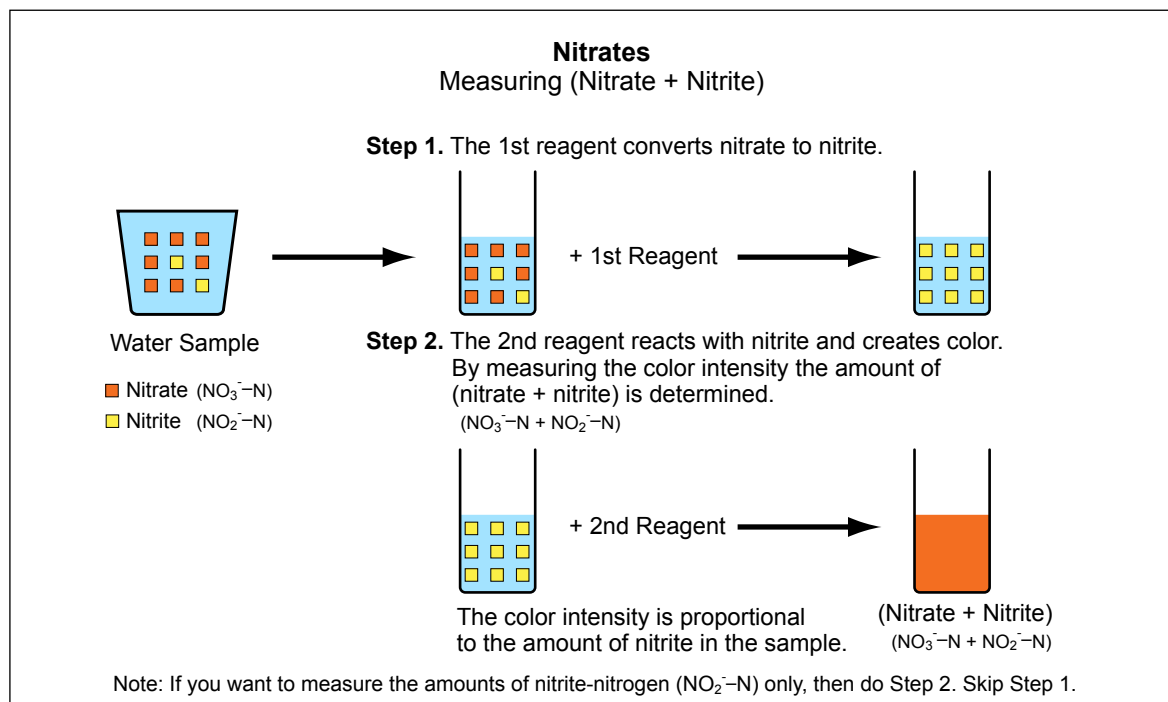 Nitrates
Measuring (Nitrate + Nitrite)
Step 1. The 1st reagent converts nitrate to nitrite.
+ 1st Reagent
Water Sample
Nitrate (NO₃⁻–N)
Nitrite (NO₂⁻–N)
Step 2. The 2nd reagent reacts with nitrite and creates color.
By measuring the color intensity the amount of
(nitrate + nitrite) is determined.
(NO₃⁻–N + NO₂⁻–N)
+ 2nd Reagent
The color intensity is proportional
to the amount of nitrite in the sample.
(Nitrate + Nitrite)
(NO₃⁻–N + NO₂⁻–N)
Note: If you want to measure the amounts of nitrite-nitrogen (NO₂⁻–N) only, then do Step 2. Skip Step 1.